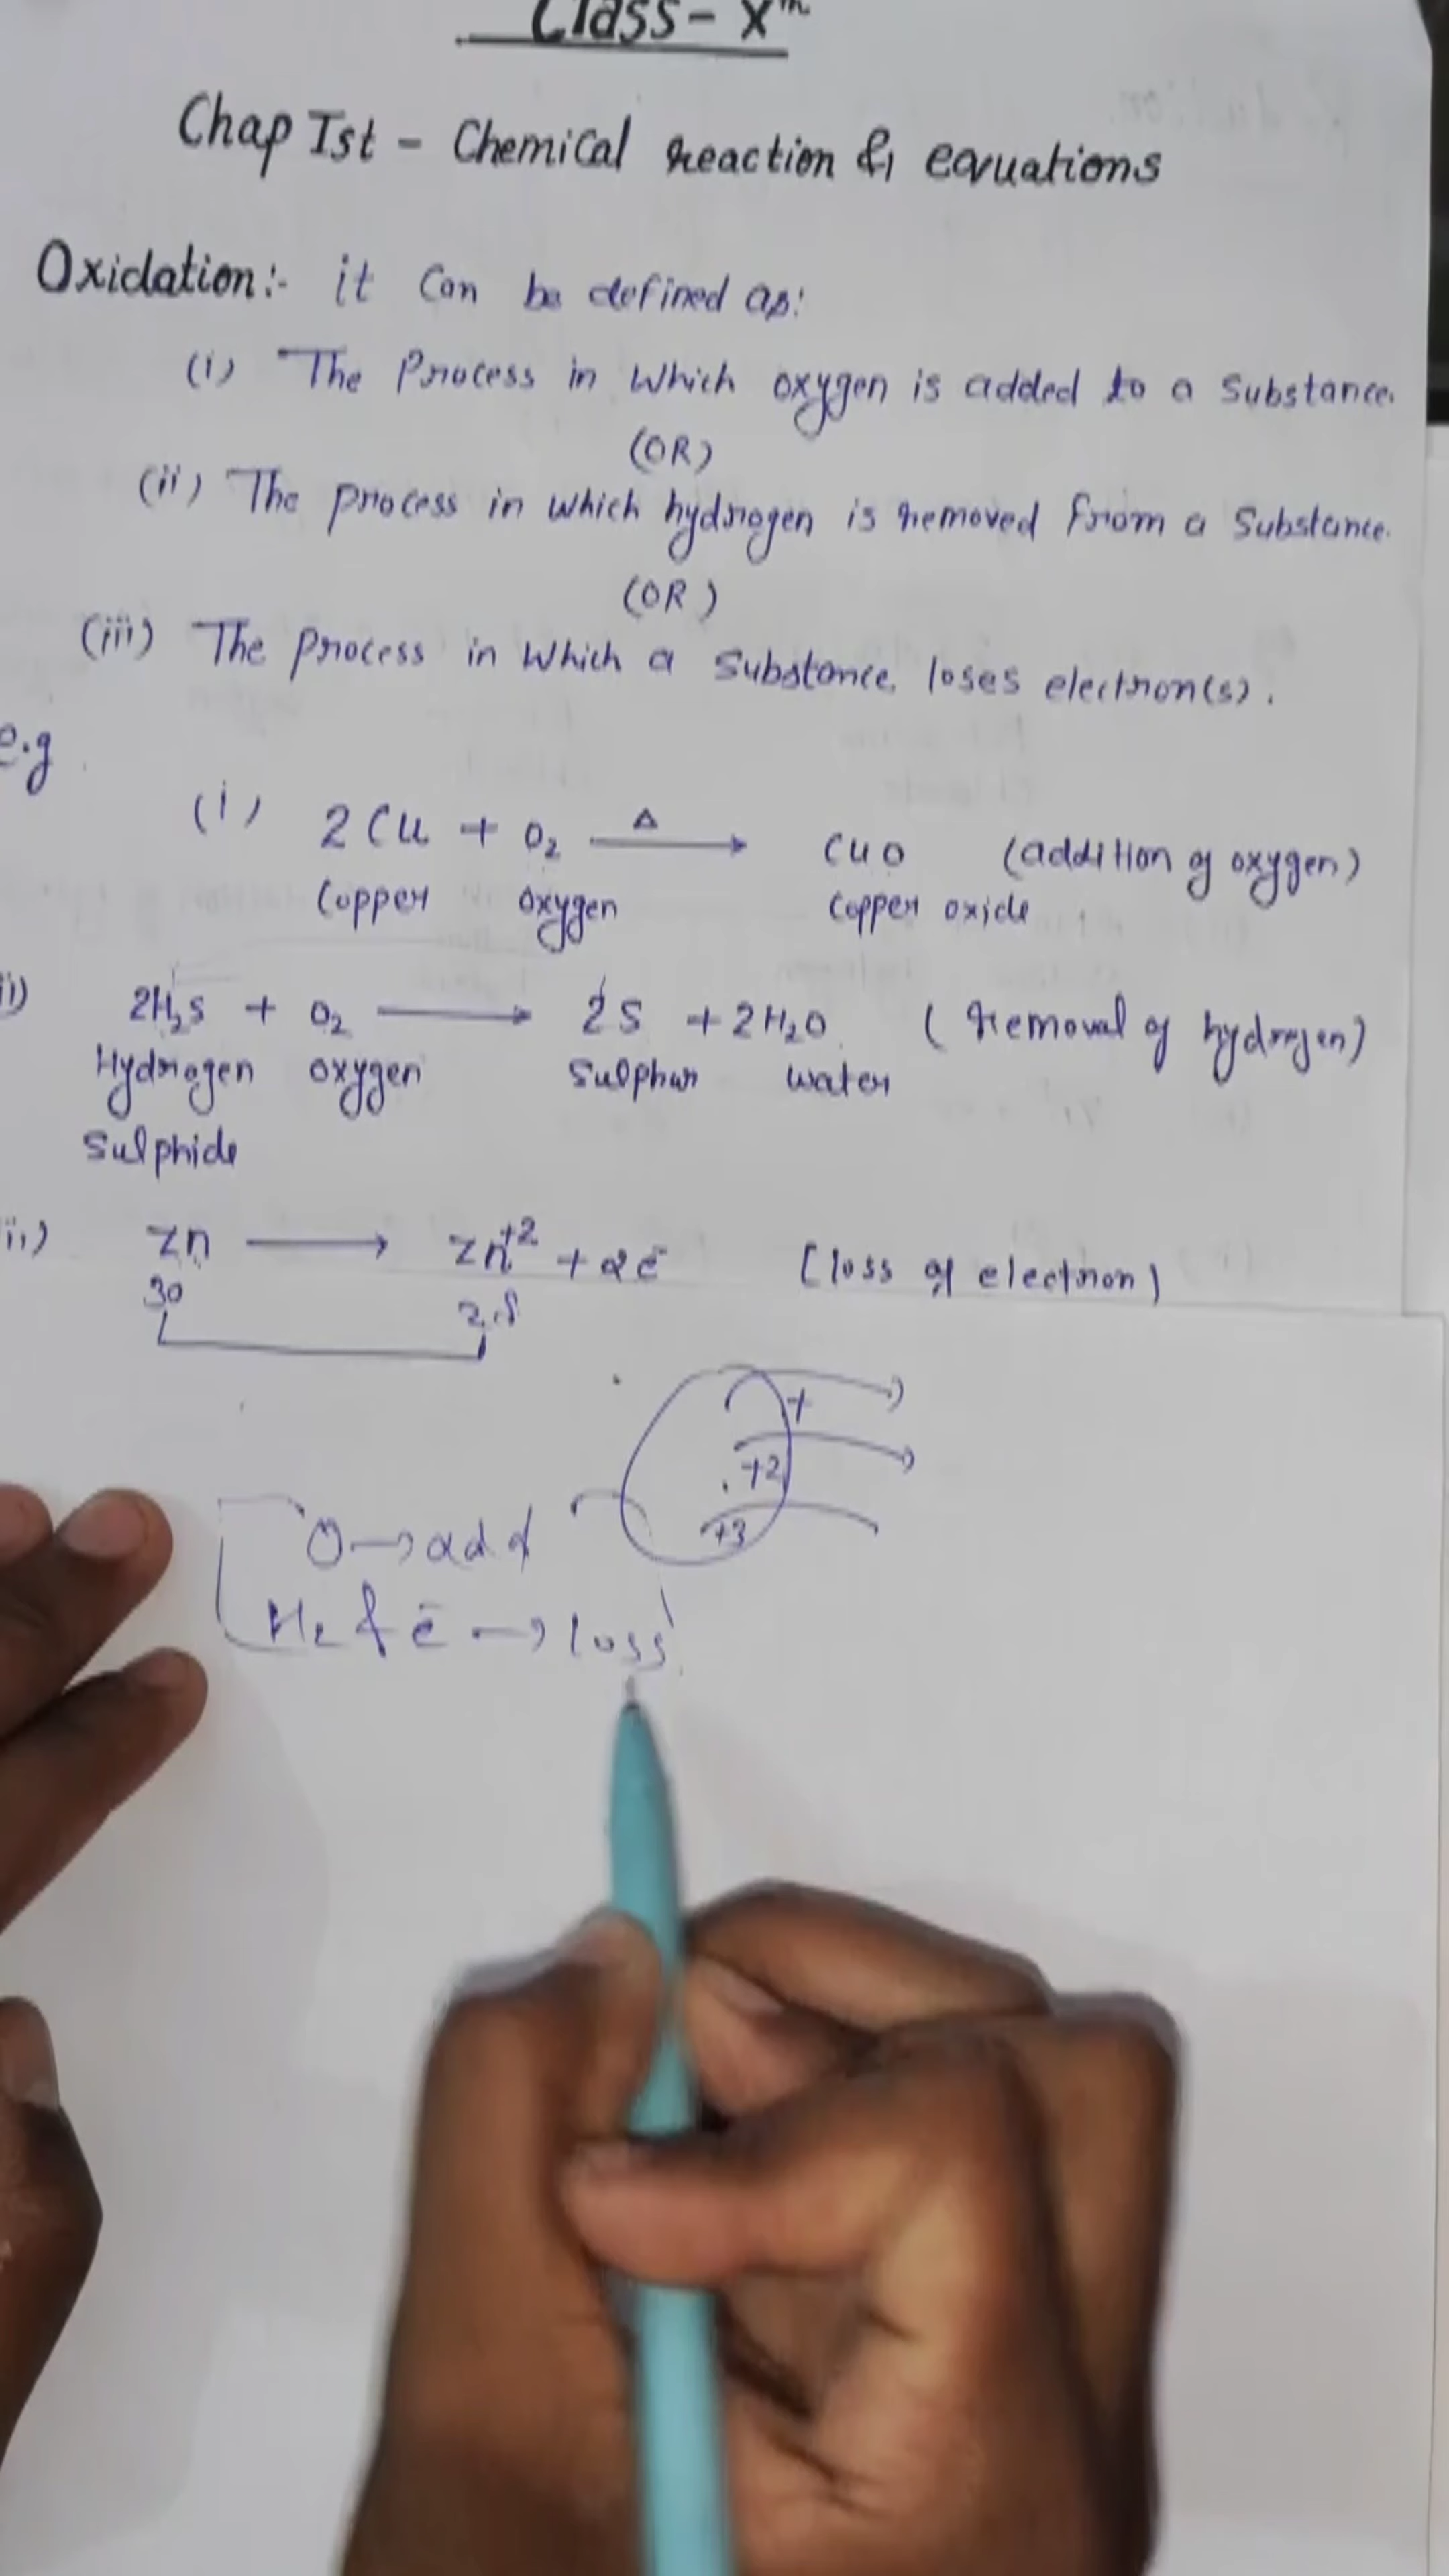 Class - Xth
Chap Ist - Chemical reaction & equations
Oxidation:- it can be defined as:
(i) The process in which oxygen is added to a substance.
(OR)
(ii) The process in which hydrogen is removed from a substance.
(OR)
(iii) The process in which a substance loses electron(s).
e.g
(i) 2Cu + O₂ —Δ→ CuO (addition of oxygen)
Copper oxygen Copper oxide
ii) 2H₂S + O₂ → 2S + 2H₂O (removal of hydrogen)
Hydrogen oxygen Sulphur water
Sulphide
ii) Zn → Zn⁺² + 2e⁻ (loss of electron)
30 28
+
+2
+3
O → add
H₂ & e⁻ → loss